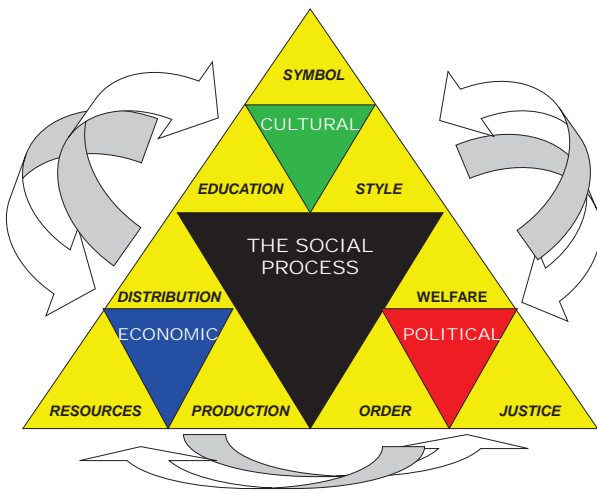 SYMBOL
CULTURAL
EDUCATION
STYLE
THE SOCIAL
PROCESS
DISTRIBUTION
WELFARE
ECONOMIC
POLITICAL
RESOURCES
PRODUCTION
ORDER
JUSTICE